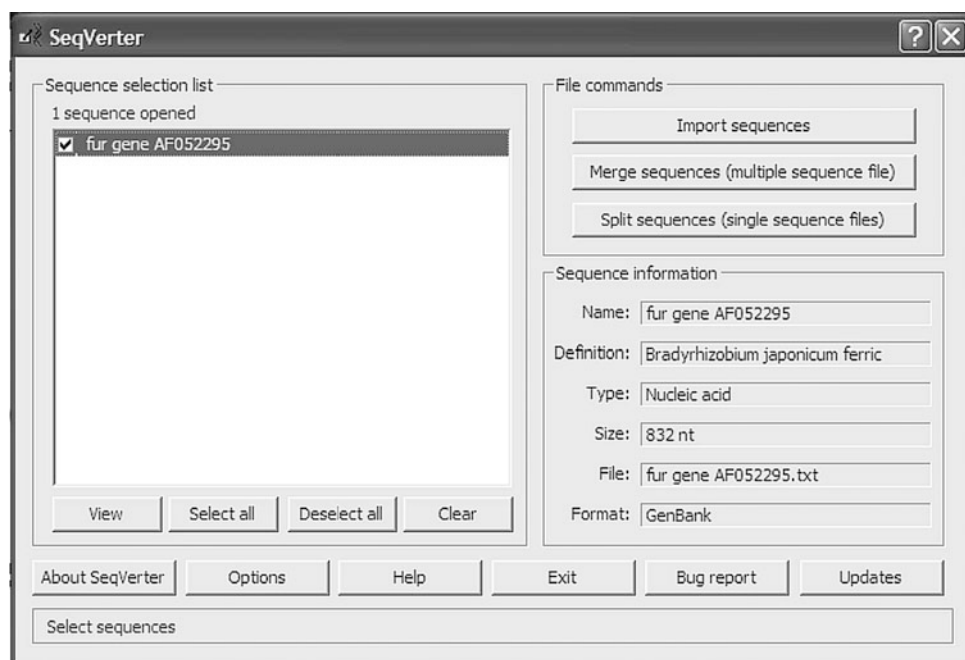 SeqVerter
Sequence selection list
1 sequence opened
fur gene AF052295
View
Select all
Deselect all
Clear
File commands
Import sequences
Merge sequences (multiple sequence file)
Split sequences (single sequence files)
Sequence information
Name: fur gene AF052295
Definition: Bradyrhizobium japonicum ferric
Type: Nucleic acid
Size: 832 nt
File: fur gene AF052295.txt
Format: GenBank
About SeqVerter
Options
Help
Exit
Bug report
Updates
Select sequences